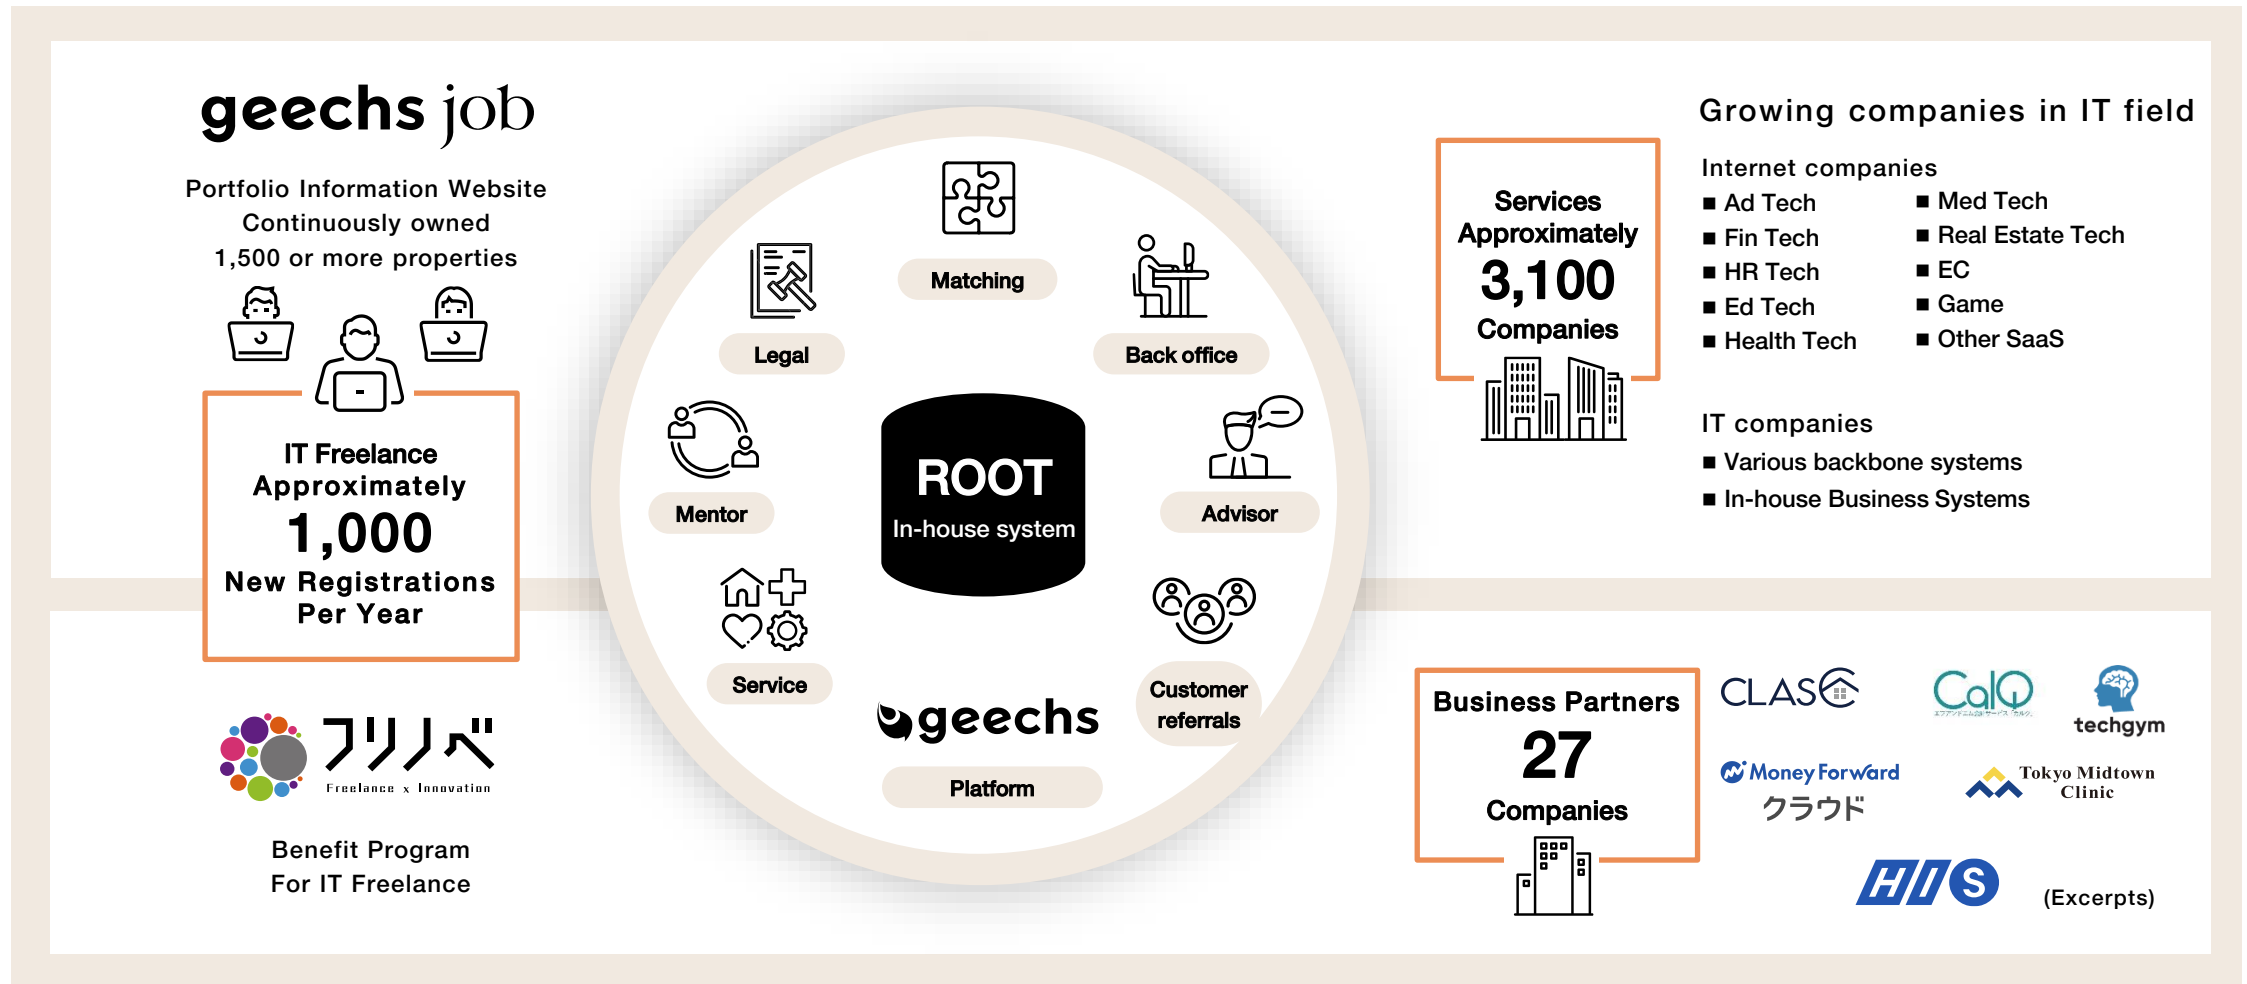 geechs job
Portfolio Information Website
Continuously owned
1,500 or more properties
IT Freelance
Approximately
1,000
New Registrations
Per Year
フリノベ
Freelance x Innovation
Benefit Program
For IT Freelance
Matching
Legal
Back office
Mentor
Advisor
ROOT
In-house system
Service
Customer
referrals
geechs
Platform
Services
Approximately
3,100
Companies
Growing companies in IT field
Internet companies
■ Ad Tech
■ Fin Tech
■ HR Tech
■ Ed Tech
■ Health Tech
■ Med Tech
■ Real Estate Tech
■ EC
■ Game
■ Other SaaS
IT companies
■ Various backbone systems
■ In-house Business Systems
Business Partners
27
Companies
CLAS
CalQ
techgym
Money Forward
クラウド
Tokyo Midtown
Clinic
HIS
(Excerpts)